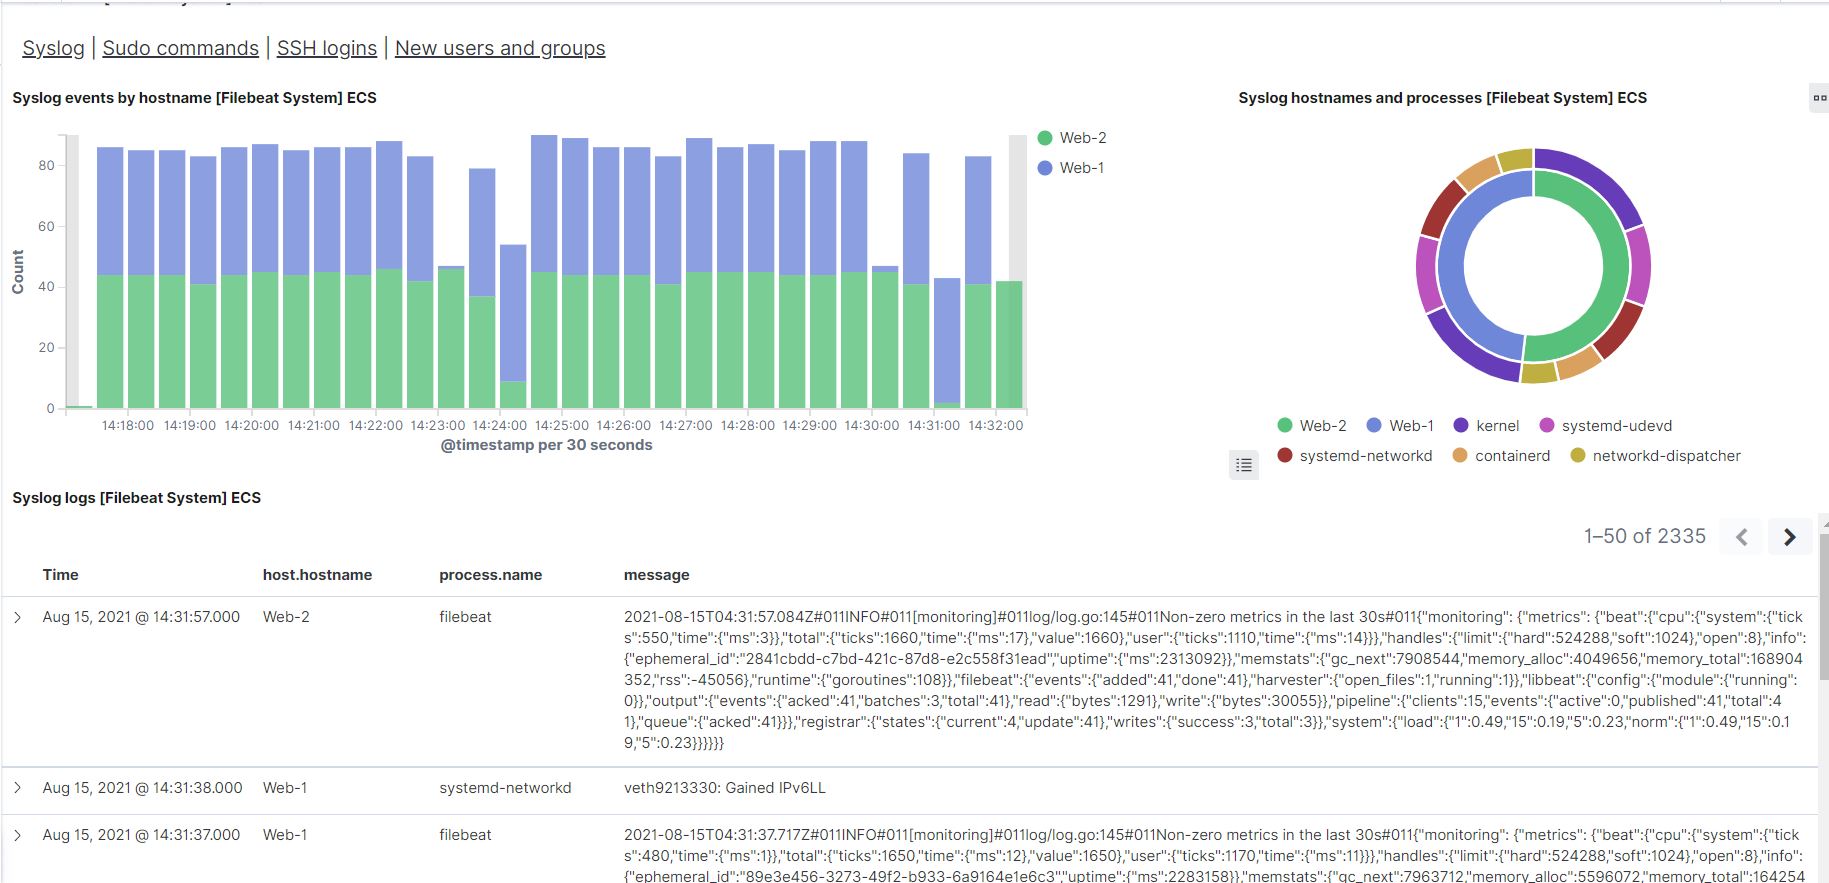 Syslog | Sudo commands | SSH logins | New users and groups
Syslog events by hostname [Filebeat System] ECS
Count
80
60
40
20
0
14:18:00 14:19:00 14:20:00 14:21:00 14:22:00 14:23:00 14:24:00 14:25:00 14:26:00 14:27:00 14:28:00 14:29:00 14:30:00 14:31:00 14:32:00
@timestamp per 30 seconds
Web-2
Web-1
Syslog hostnames and processes [Filebeat System] ECS
Web-2 Web-1 kernel systemd-udevd
systemd-networkd containerd networkd-dispatcher
Syslog logs [Filebeat System] ECS
1–50 of 2335
Time host.hostname process.name message
Aug 15, 2021 @ 14:31:57.000 Web-2 filebeat 2021-08-15T04:31:57.084Z#011INFO#011[monitoring]#011log/log.go:145#011Non-zero metrics in the last 30s#011{"monitoring": {"metrics": {"beat":{"cpu":{"system":{"tick
s":550,"time":{"ms":3}},"total":{"ticks":1660,"time":{"ms":17},"value":1660},"user":{"ticks":1110,"time":{"ms":14}}},"handles":{"limit":{"hard":524288,"soft":1024},"open":8},"info":
{"ephemeral_id":"2841cbdd-c7bd-421c-87d8-e2c558f31ead","uptime":{"ms":2313092}},"memstats":{"gc_next":7908544,"memory_alloc":4049656,"memory_total":168904
352,"rss":-45056},"runtime":{"goroutines":108}},"filebeat":{"events":{"added":41,"done":41},"harvester":{"open_files":1,"running":1}},"libbeat":{"config":{"module":{"running":
0}},"output":{"events":{"acked":41,"batches":3,"total":41},"read":{"bytes":1291},"write":{"bytes":30055}},"pipeline":{"clients":15,"events":{"active":0,"published":41,"total":4
1},"queue":{"acked":41}}},"registrar":{"states":{"current":4,"update":41},"writes":{"success":3,"total":3}},"system":{"load":{"1":0.49,"15":0.19,"5":0.23,"norm":{"1":0.49,"15":0.1
9,"5":0.23}}}}}}
Aug 15, 2021 @ 14:31:38.000 Web-1 systemd-networkd veth9213330: Gained IPv6LL
Aug 15, 2021 @ 14:31:37.000 Web-1 filebeat 2021-08-15T04:31:37.717Z#011INFO#011[monitoring]#011log/log.go:145#011Non-zero metrics in the last 30s#011{"monitoring": {"metrics": {"beat":{"cpu":{"system":{"tick
s":480,"time":{"ms":1}},"total":{"ticks":1650,"time":{"ms":12},"value":1650},"user":{"ticks":1170,"time":{"ms":11}}},"handles":{"limit":{"hard":524288,"soft":1024},"open":8},"info":
{"ephemeral_id":"89e3e456-3273-49f2-b933-6a9164e1e6c3","uptime":{"ms":2283158}},"memstats":{"gc_next":7963712,"memory_alloc":5596072,"memory_total":164254